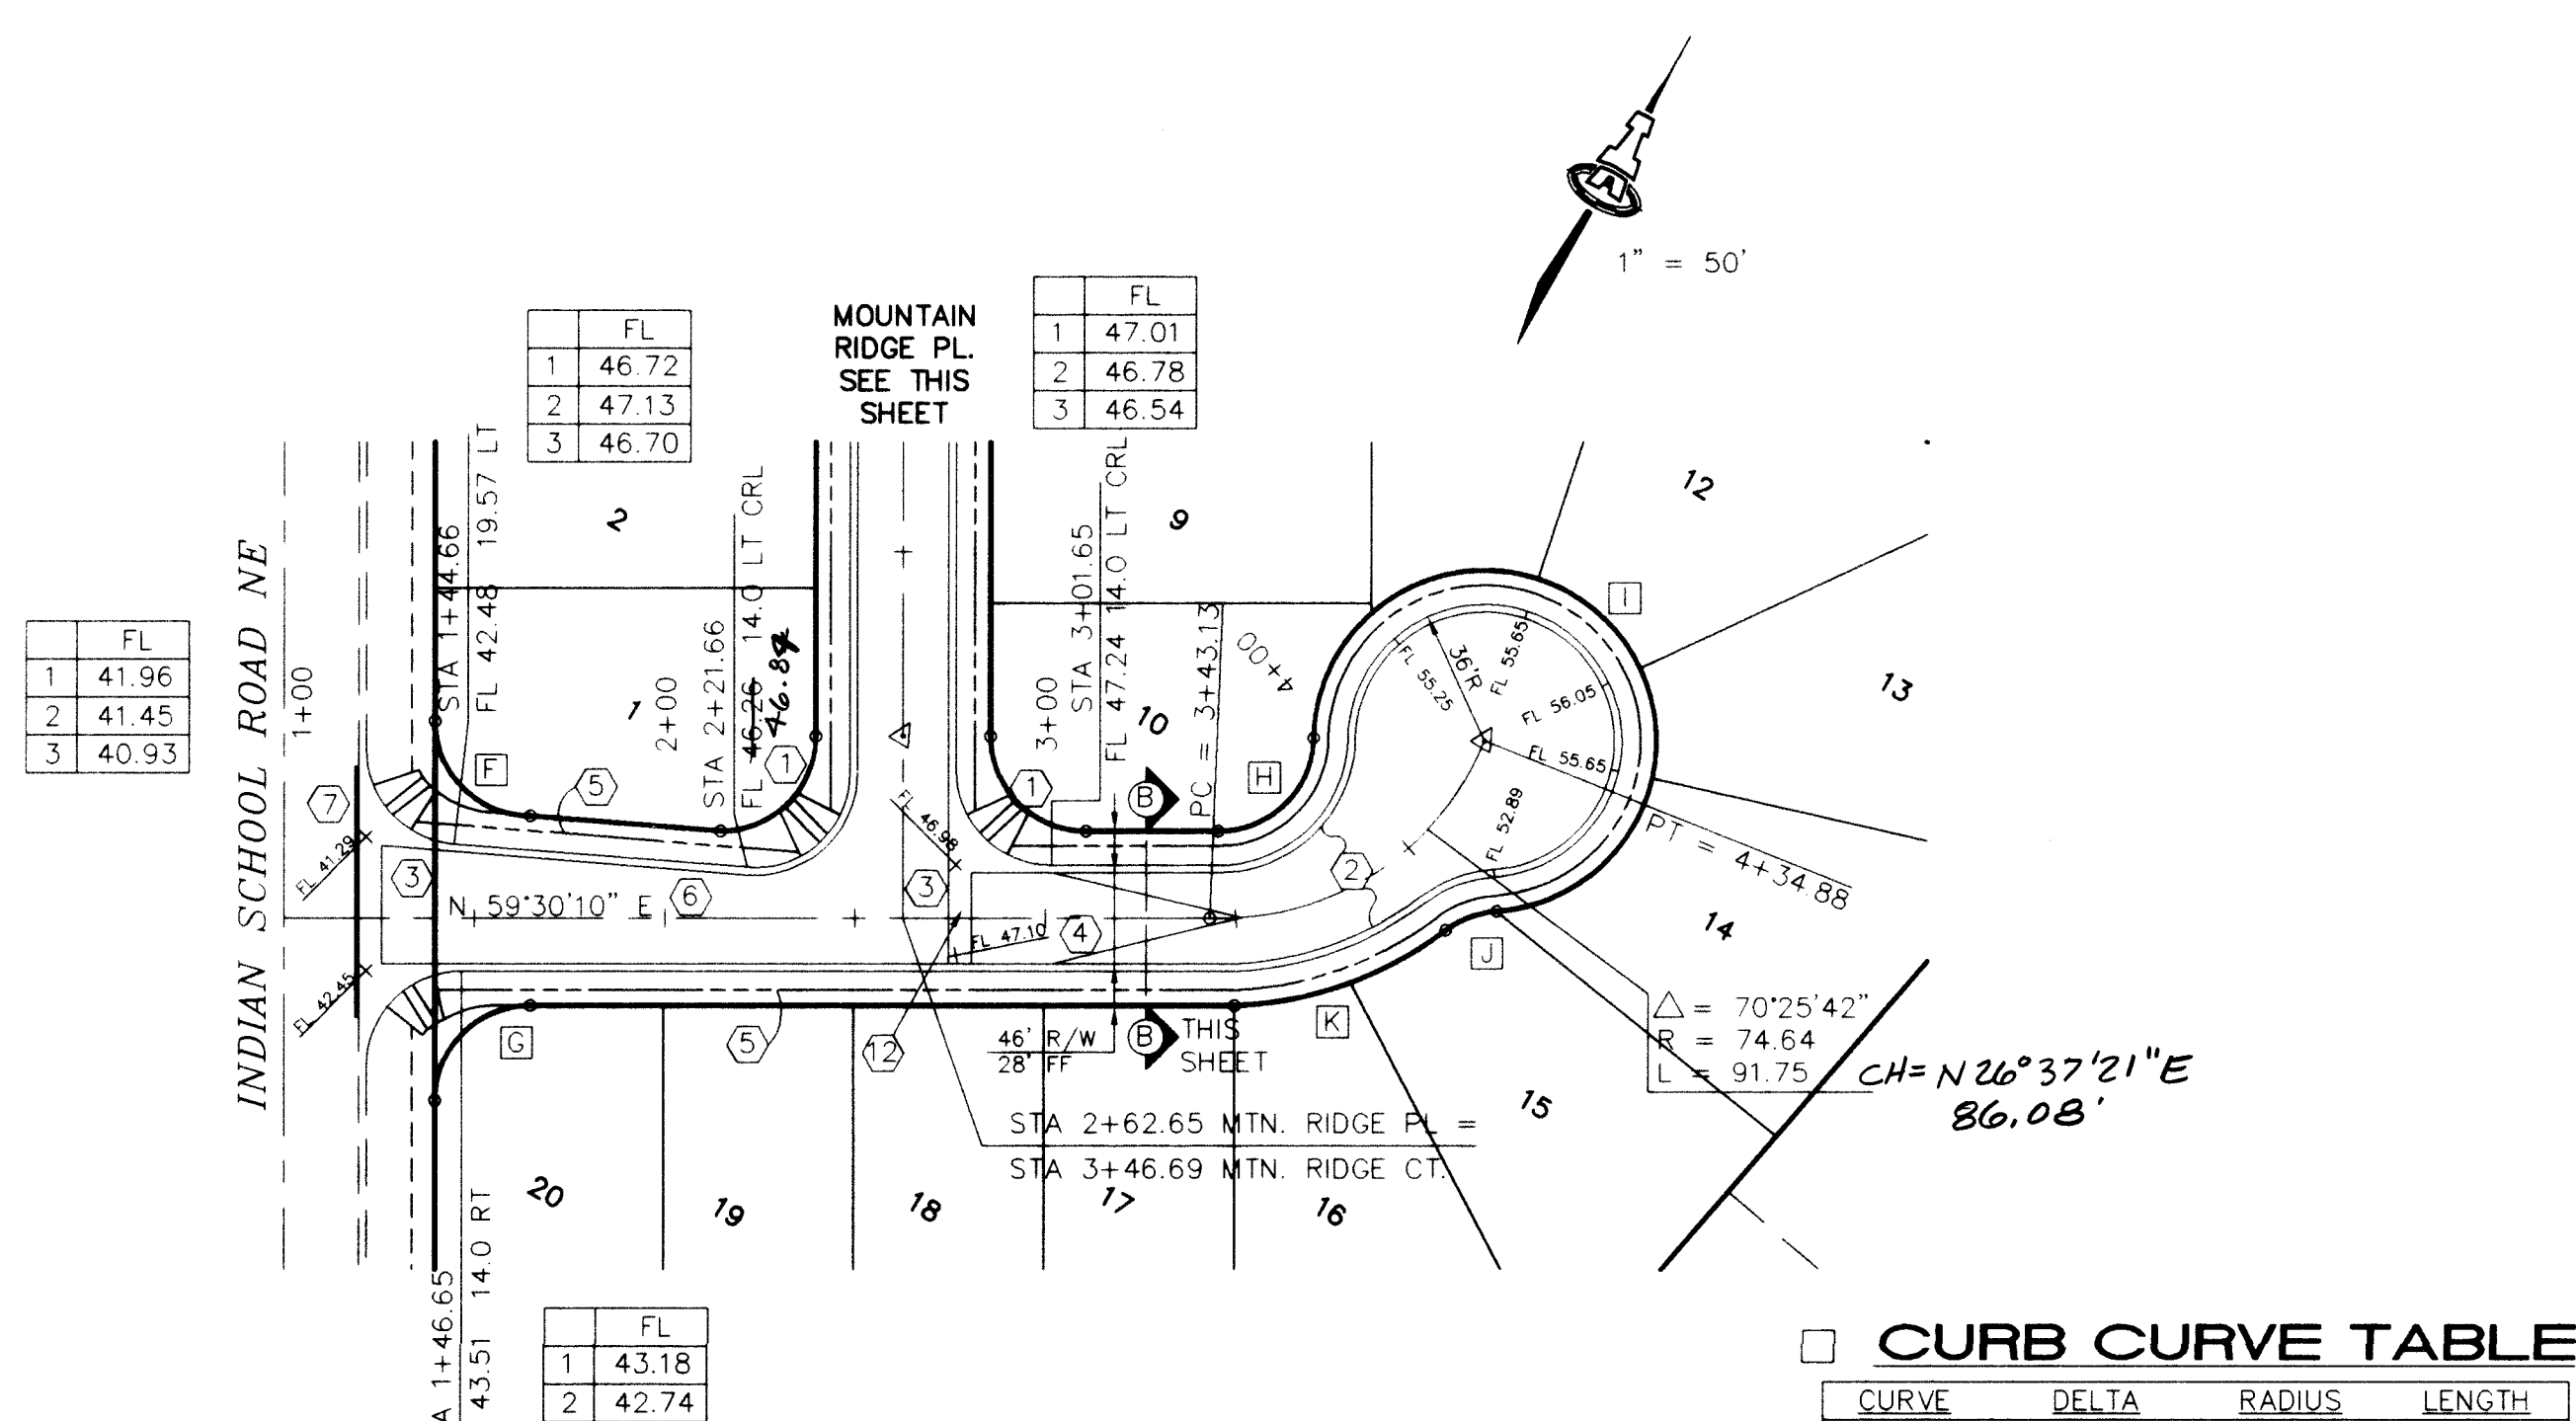 A
1" = 50'
FL
1 46.72
2 47.13
3 46.70
MOUNTAIN
RIDGE PL.
SEE THIS
SHEET
FL
1 47.01
2 46.78
3 46.54
FL
1 41.96
2 41.45
3 40.93
INDIAN SCHOOL ROAD NE
1+00
STA 1+44.66
FL 42.48 19.57 LT
2
1
2+00
STA 2+21.66
FL 46.26 14.0 LT CRL
46.84
9
10
3+00
STA 3+01.65
FL 47.24 14.0 LT CRL
PC = 3+43.13
4+00
12
13
14
15
16
17
18
19
20
F
G
H
I
J
K
36'R
FL 55.25
FL 55.65
FL 56.05
FL 55.65
FL 52.89
PT = 4+34.88
7
5
1
1
B
3
3
6
2
4
FL 41.29
FL 42.45
FL 46.98
FL 47.10
N 59°30'10" E
5
12
46' R/W
28' FF
B
THIS
SHEET
△ = 70°25'42"
R = 74.64
L = 91.75
CH= N 26°37'21"E
86.08'
STA 2+62.65 MTN. RIDGE PL =
STA 3+46.69 MTN. RIDGE CT.
A 1+46.65
43.51 14.0 RT
FL
1 43.18
2 42.74
CURB CURVE TABLE
CURVE DELTA RADIUS LENGTH